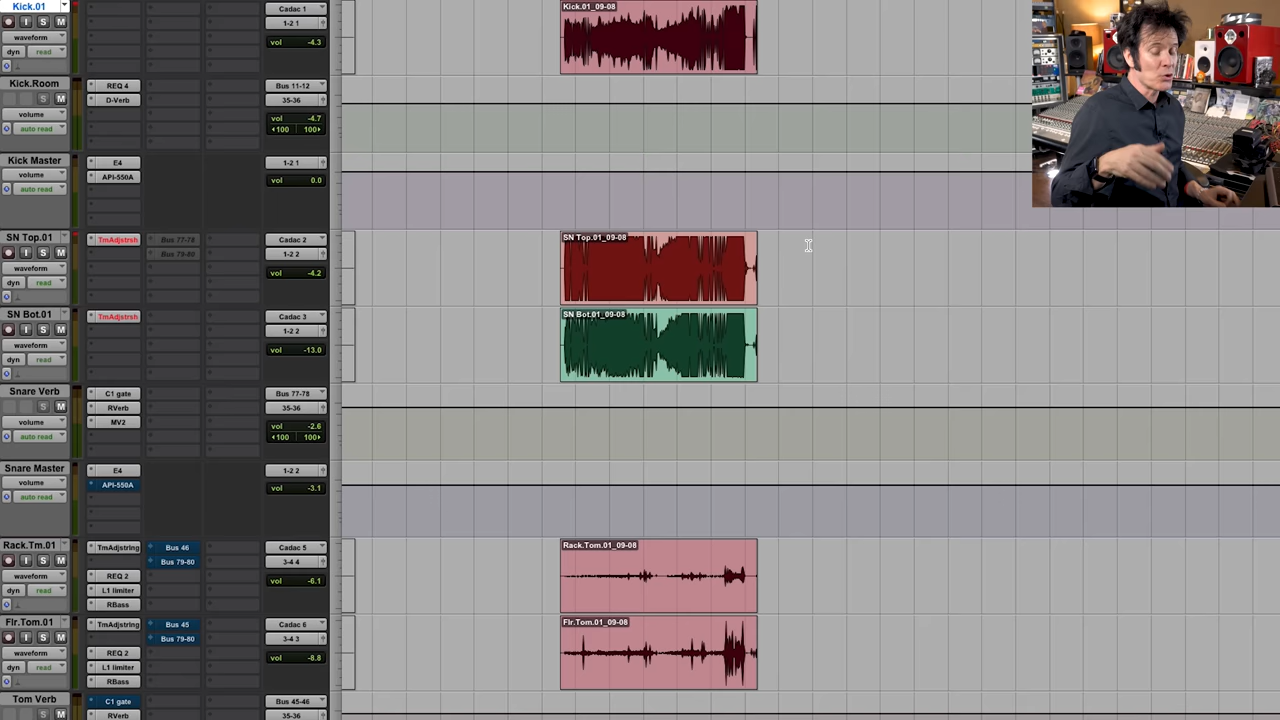 Kick.01
Cadac 1
Kick.01_09-08
I S M
1-2 1
waveform
vol -4.3
dyn read
Kick.Room
REQ 4
Bus 11-12
S M
D-Verb
35-36
volume
vol -4.7
auto read
100 100
Kick Master
E4
1-2 1
volume
API-550A
vol 0.0
auto read
SN Top.01
TmAdjstrsh
Bus 77-78
Cadac 2
SN Top.01_09-08
I S M
Bus 79-80
1-2 2
waveform
vol -4.2
dyn read
SN Bot.01
TmAdjstrsh
Cadac 3
SN Bot.01_09-08
I S M
1-2 2
waveform
vol -13.0
dyn read
Snare Verb
C1 gate
Bus 77-78
S M
RVerb
35-36
volume
MV2
vol -2.6
auto read
100 100
Snare Master
E4
1-2 2
volume
API-550A
vol -3.1
auto read
Rack.Tm.01
TmAdjstring
Bus 46
Cadac 5
Rack.Tom.01_09-08
I S M
Bus 79-80
3-4 4
waveform
REQ 2
vol -6.1
dyn read
L1 limiter
RBass
Flr.Tom.01
TmAdjstring
Bus 45
Cadac 6
Flr.Tom.01_09-08
I S M
Bus 79-80
3-4 3
waveform
REQ 2
vol -8.8
dyn read
L1 limiter
RBass
Tom Verb
C1 gate
Bus 45-46
S M
RVerb
35-36